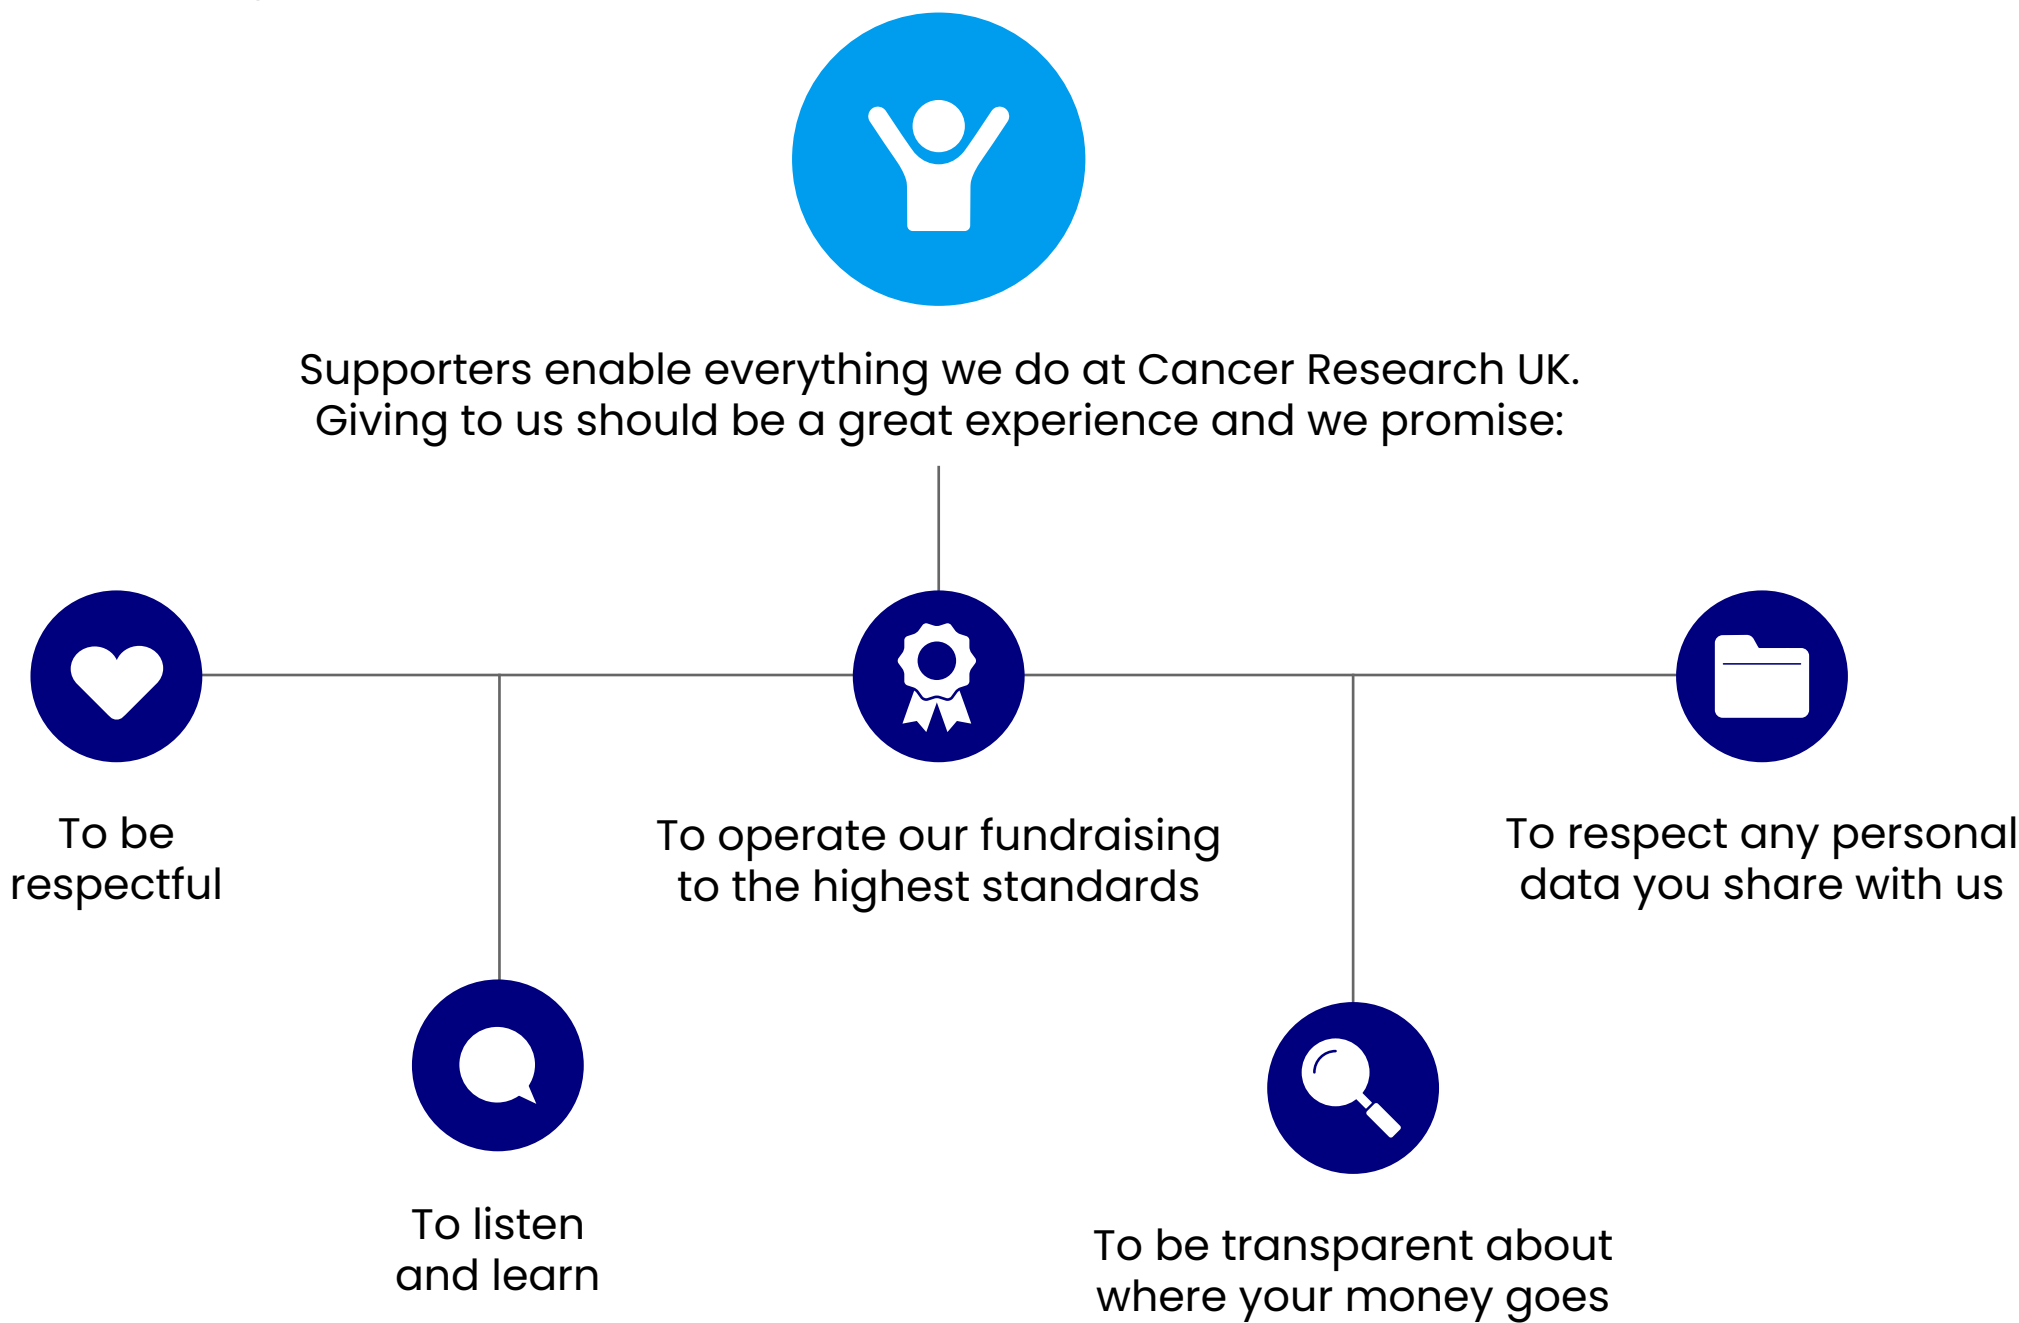 Supporters enable everything we do at Cancer Research UK.
Giving to us should be a great experience and we promise:
To be
respectful
To listen
and learn
To operate our fundraising
to the highest standards
To be transparent about
where your money goes
To respect any personal
data you share with us